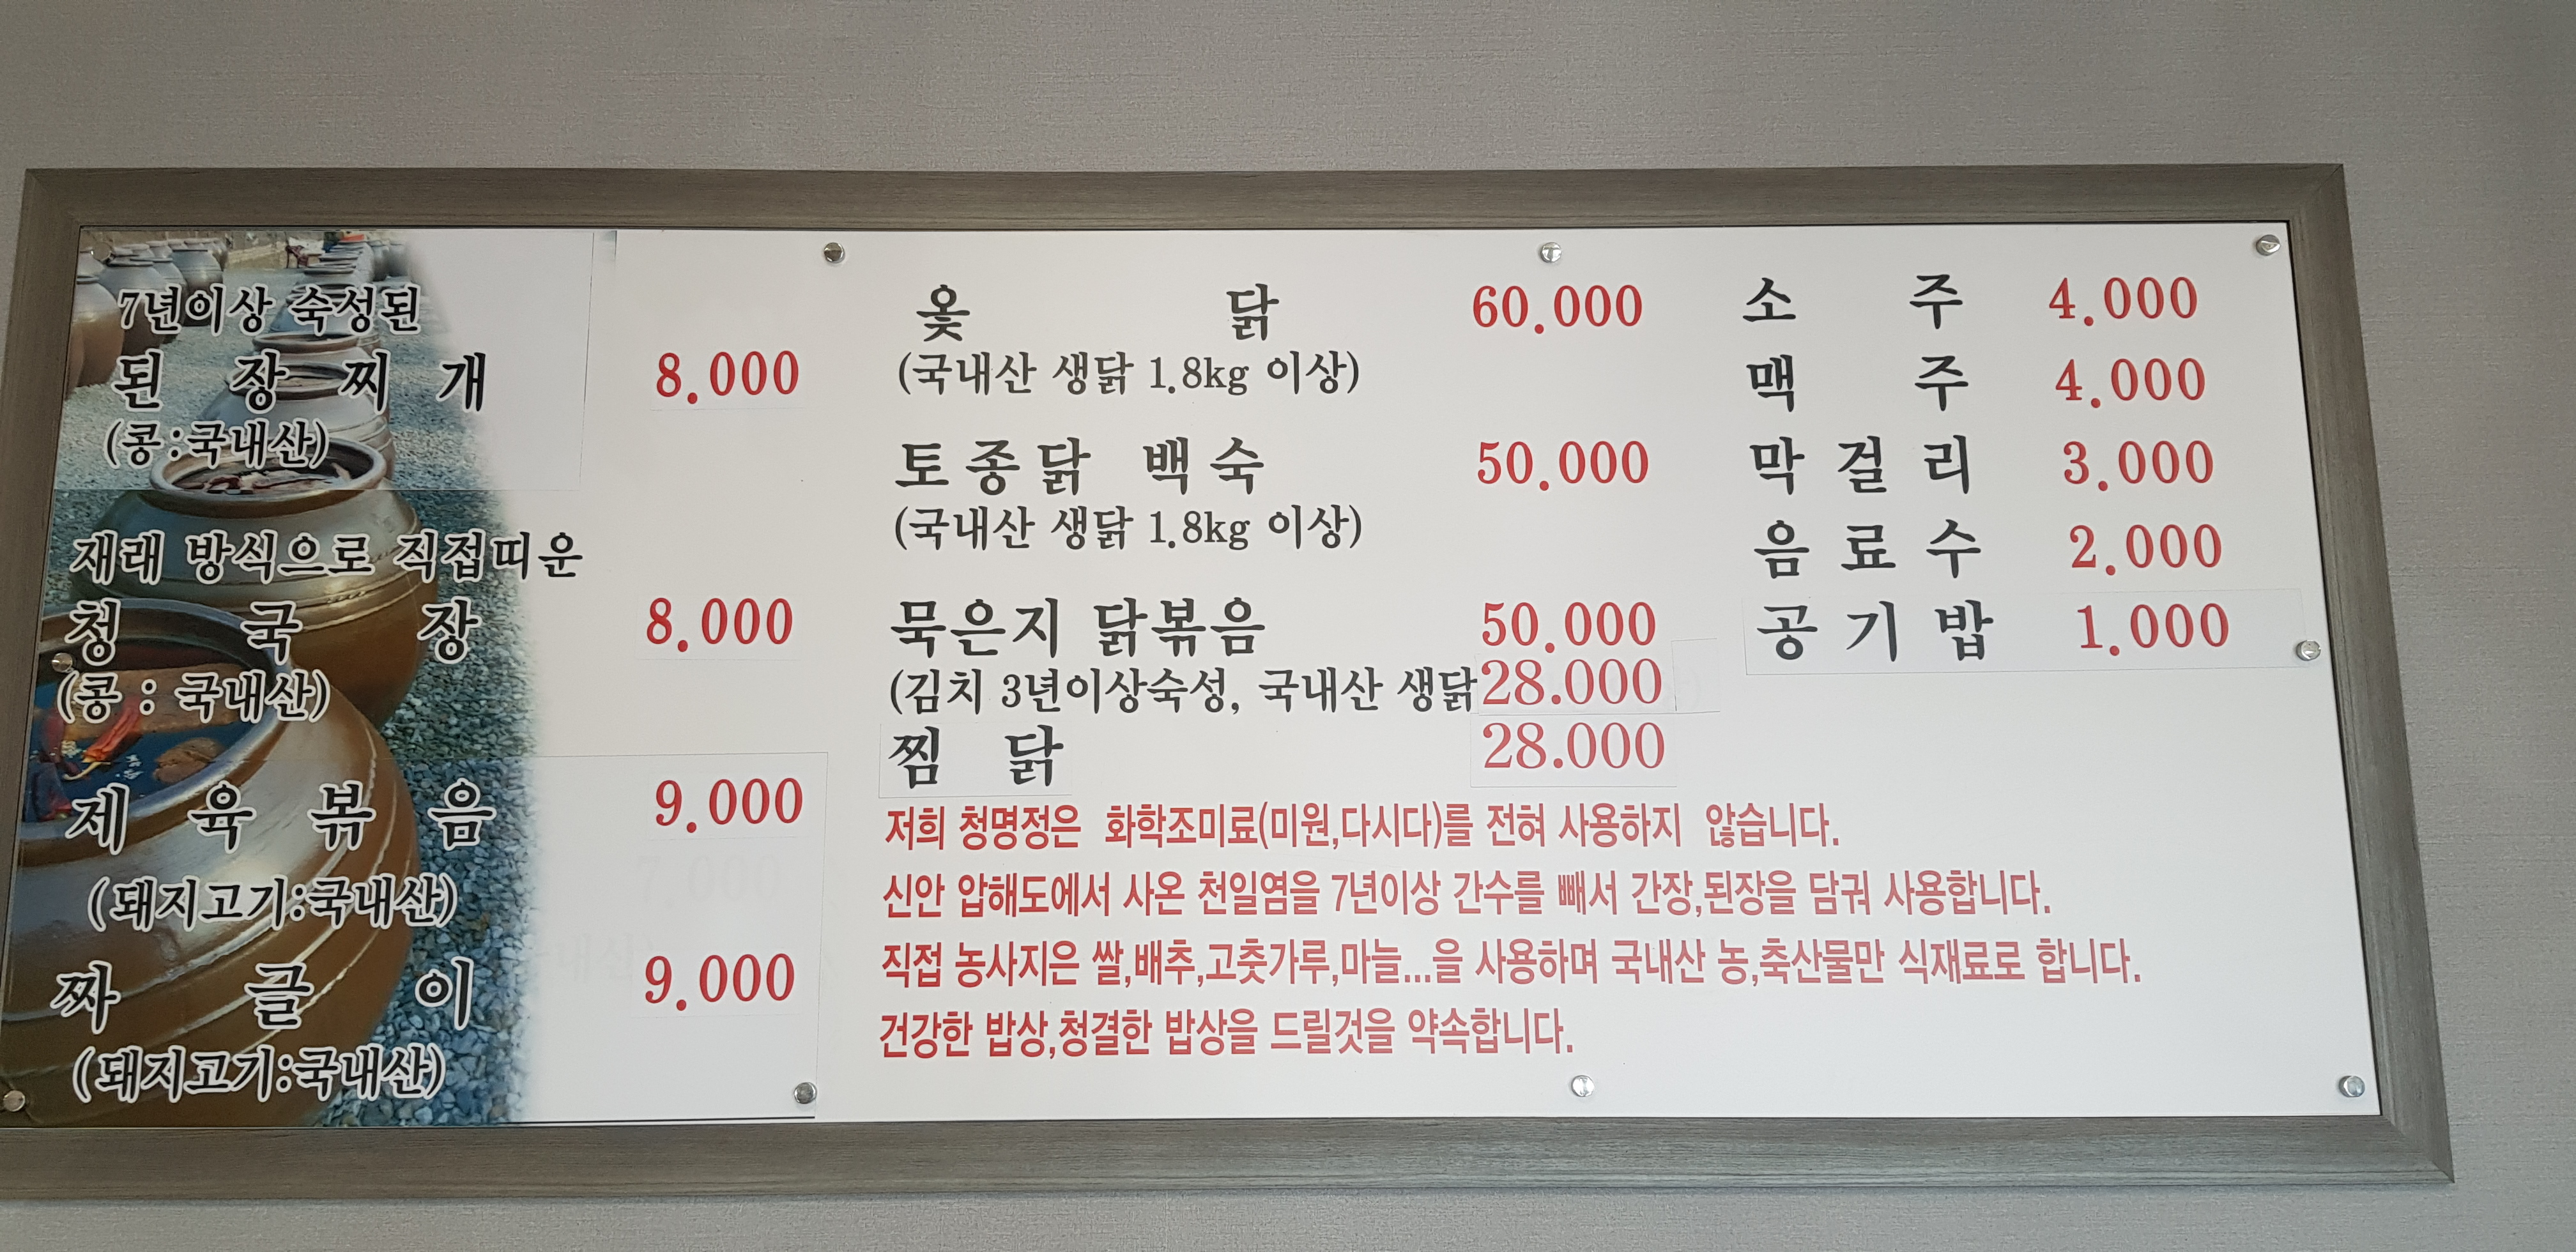 7년이상 숙성된
된 장 찌 개 8.000
(콩:국내산)
재래 방식으로 직접띠운
청 국 장 8.000
(콩 : 국내산)
제 육 볶 음 9.000
(돼지고기:국내산)
짜 글 이 9.000
(돼지고기:국내산)
옻 닭 60.000
(국내산 생닭 1.8kg 이상)
토종닭 백숙 50.000
(국내산 생닭 1.8kg 이상)
묵은지 닭볶음 50.000
(김치 3년이상숙성, 국내산 생닭 28.000
찜 닭 28.000
소 주 4.000
맥 주 4.000
막 걸 리 3.000
음 료 수 2.000
공 기 밥 1.000
저희 청명정은 화학조미료(미원,다시다)를 전혀 사용하지 않습니다.
신안 압해도에서 사온 천일염을 7년이상 간수를 빼서 간장,된장을 담궈 사용합니다.
직접 농사지은 쌀,배추,고춧가루,마늘...을 사용하며 국내산 농,축산물만 식재료로 합니다.
건강한 밥상,청결한 밥상을 드릴것을 약속합니다.